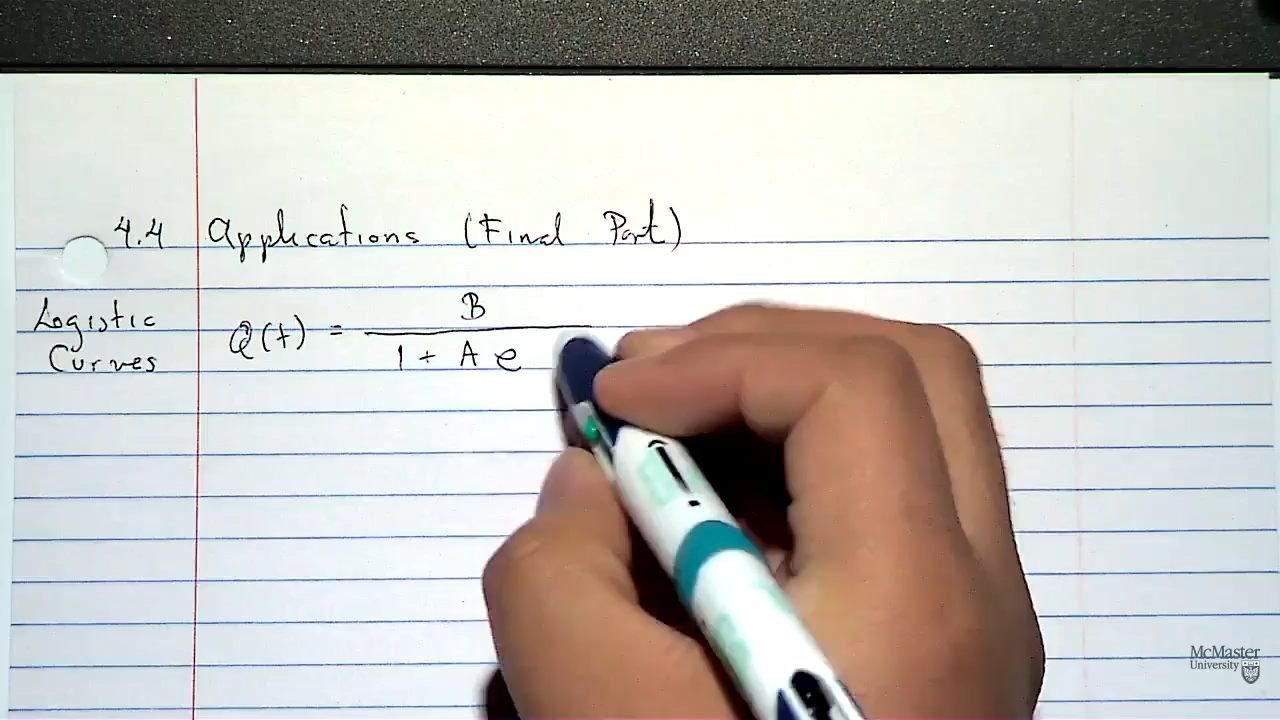 4.4 Applications (Final Part)
Logistic
Curves
Q(t) = B / 1 + A e
McMaster
University